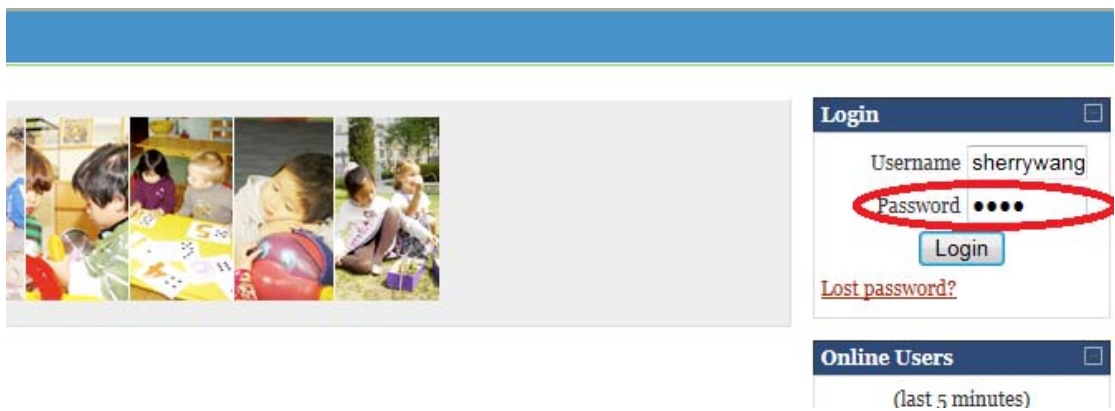 Login
Username sherrywang
Password ••••
Login
Lost password?
Online Users
(last 5 minutes)